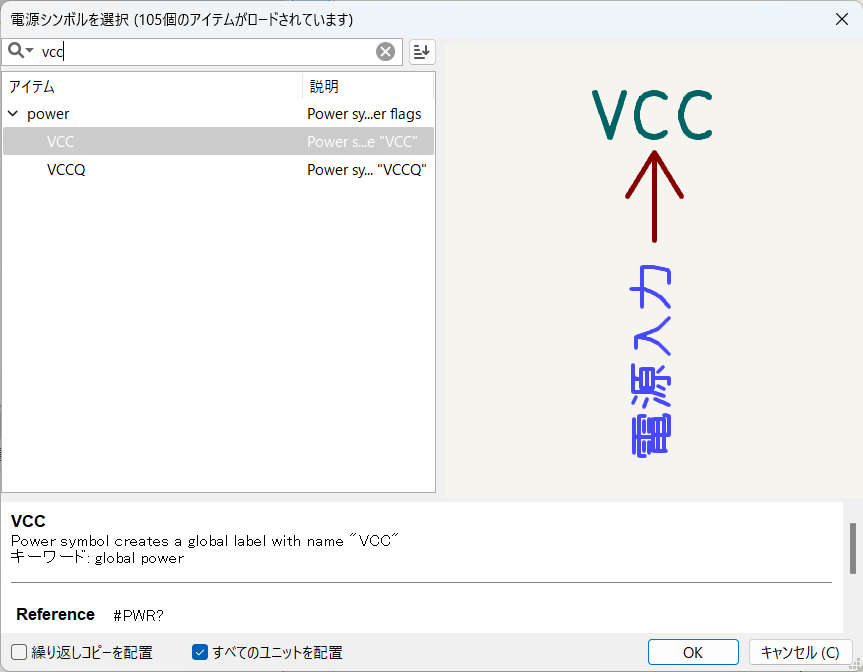 電源シンボルを選択 (105個のアイテムがロードされています)
vcc
アイテム 説明
power Power sy...er flags
VCC Power s...e "VCC"
VCCQ Power sy... "VCCQ"
VCC
電源入力
VCC
Power symbol creates a global label with name "VCC"
キーワード: global power
Reference #PWR?
繰り返しコピーを配置 すべてのユニットを配置 OK キャンセル (C)